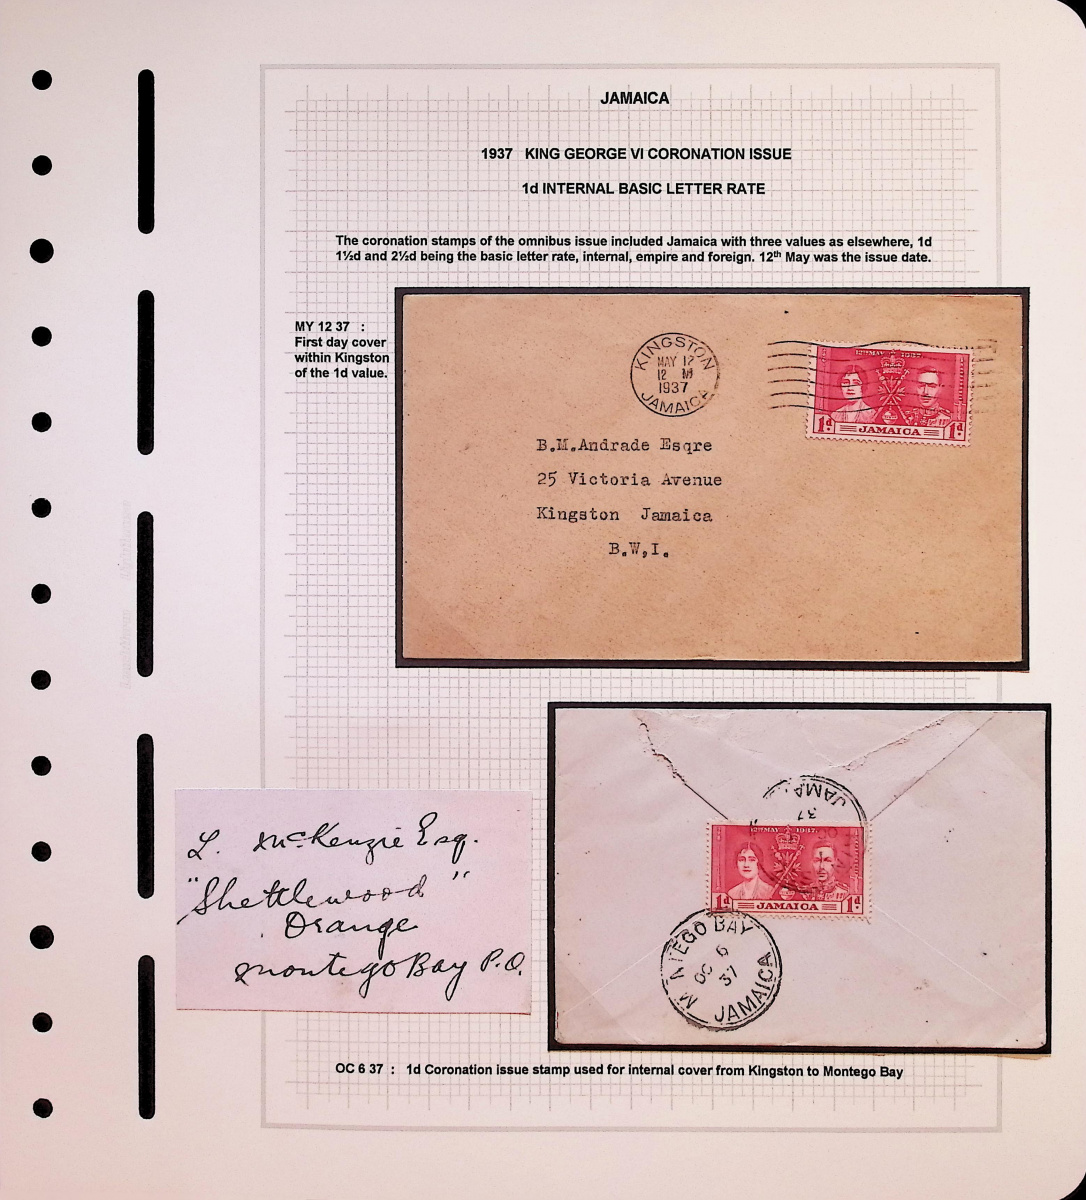 JAMAICA
1937 KING GEORGE VI CORONATION ISSUE
1d INTERNAL BASIC LETTER RATE
The coronation stamps of the omnibus issue included Jamaica with three values as elsewhere, 1d
1½d and 2½d being the basic letter rate, internal, empire and foreign. 12th May was the issue date.
MY 12 37 :
First day cover
within Kingston
of the 1d value.
KINGSTON
MAY 12
12 M
1937
JAMAICA
12TH MAY 1937
1d JAMAICA 1d
B.M.Andrade Esqre
25 Victoria Avenue
Kingston Jamaica
B.W,I.
L. McKenzie Esq.
"Shettlewood"
Orange
Montego Bay P.O.
JAMA
37
12TH MAY 1937
1d JAMAICA 1d
M NTEGO BAY
OC 6
37
JAMAICA
OC 6 37 : 1d Coronation issue stamp used for internal cover from Kingston to Montego Bay